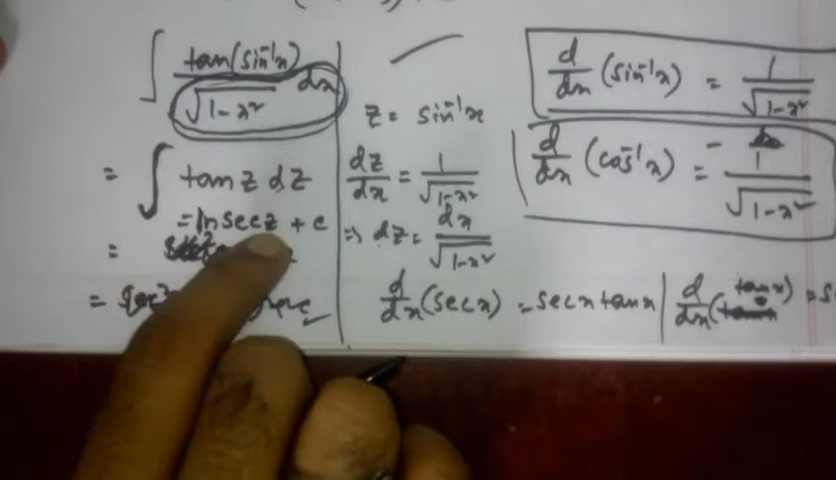 ∫ tan(sin⁻¹x) / √(1-x²) dx
= ∫ tan z dz
= ln sec z + c
=
=
z = sin⁻¹x
dz/dx = 1/√(1-x²)
⇒ dz = dx/√(1-x²)
d/dx (sin⁻¹x) = 1/√(1-x²)
d/dx (cos⁻¹x) = - 1/√(1-x²)
d/dx (sec x) = sec x tan x | d/dx (tan x) = s